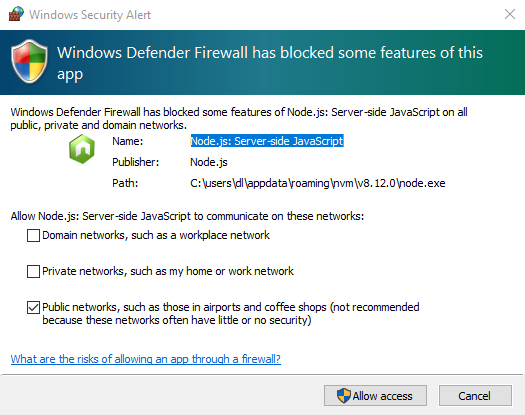 Windows Security Alert
Windows Defender Firewall has blocked some features of this
app
Windows Defender Firewall has blocked some features of Node.js: Server-side JavaScript on all
public, private and domain networks.
Name: Node.js: Server-side JavaScript
Publisher: Node.js
Path: C:\users\dl\appdata\roaming\nvm\v8.12.0\node.exe
Allow Node.js: Server-side JavaScript to communicate on these networks:
Domain networks, such as a workplace network
Private networks, such as my home or work network
Public networks, such as those in airports and coffee shops (not recommended
because these networks often have little or no security)
What are the risks of allowing an app through a firewall?
Allow access Cancel